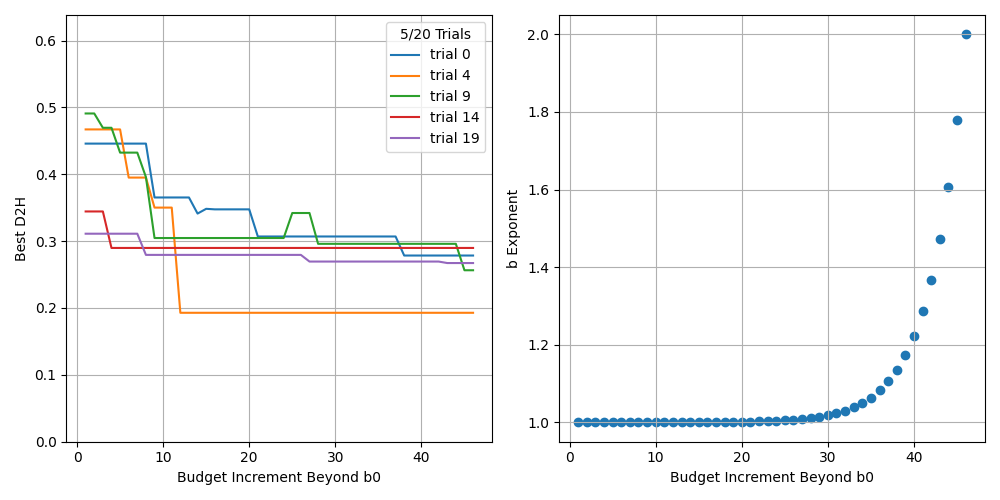 Best D2H
0.6
0.5
0.4
0.3
0.2
0.1
0.0
0
10
20
30
40
Budget Increment Beyond b0
5/20 Trials
trial 0
trial 4
trial 9
trial 14
trial 19
b Exponent
2.0
1.8
1.6
1.4
1.2
1.0
0
10
20
30
40
Budget Increment Beyond b0